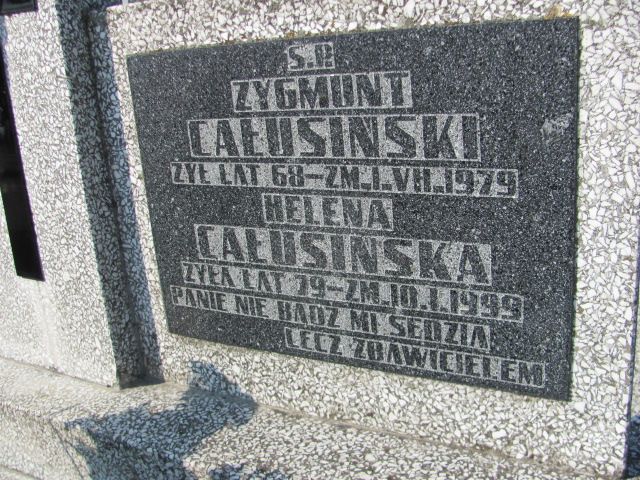 Ś.P.
ZYGMUNT
CAŁUSIŃSKI
ŻYŁ LAT 68-ZM.1.VII.1979
HELENA
CAŁUSIŃSKA
ŻYŁA LAT 79-ZM.10.1.1999
PANIE NIE BĄDŹ MI SĘDZIĄ
LECZ ZBAWICIELEM